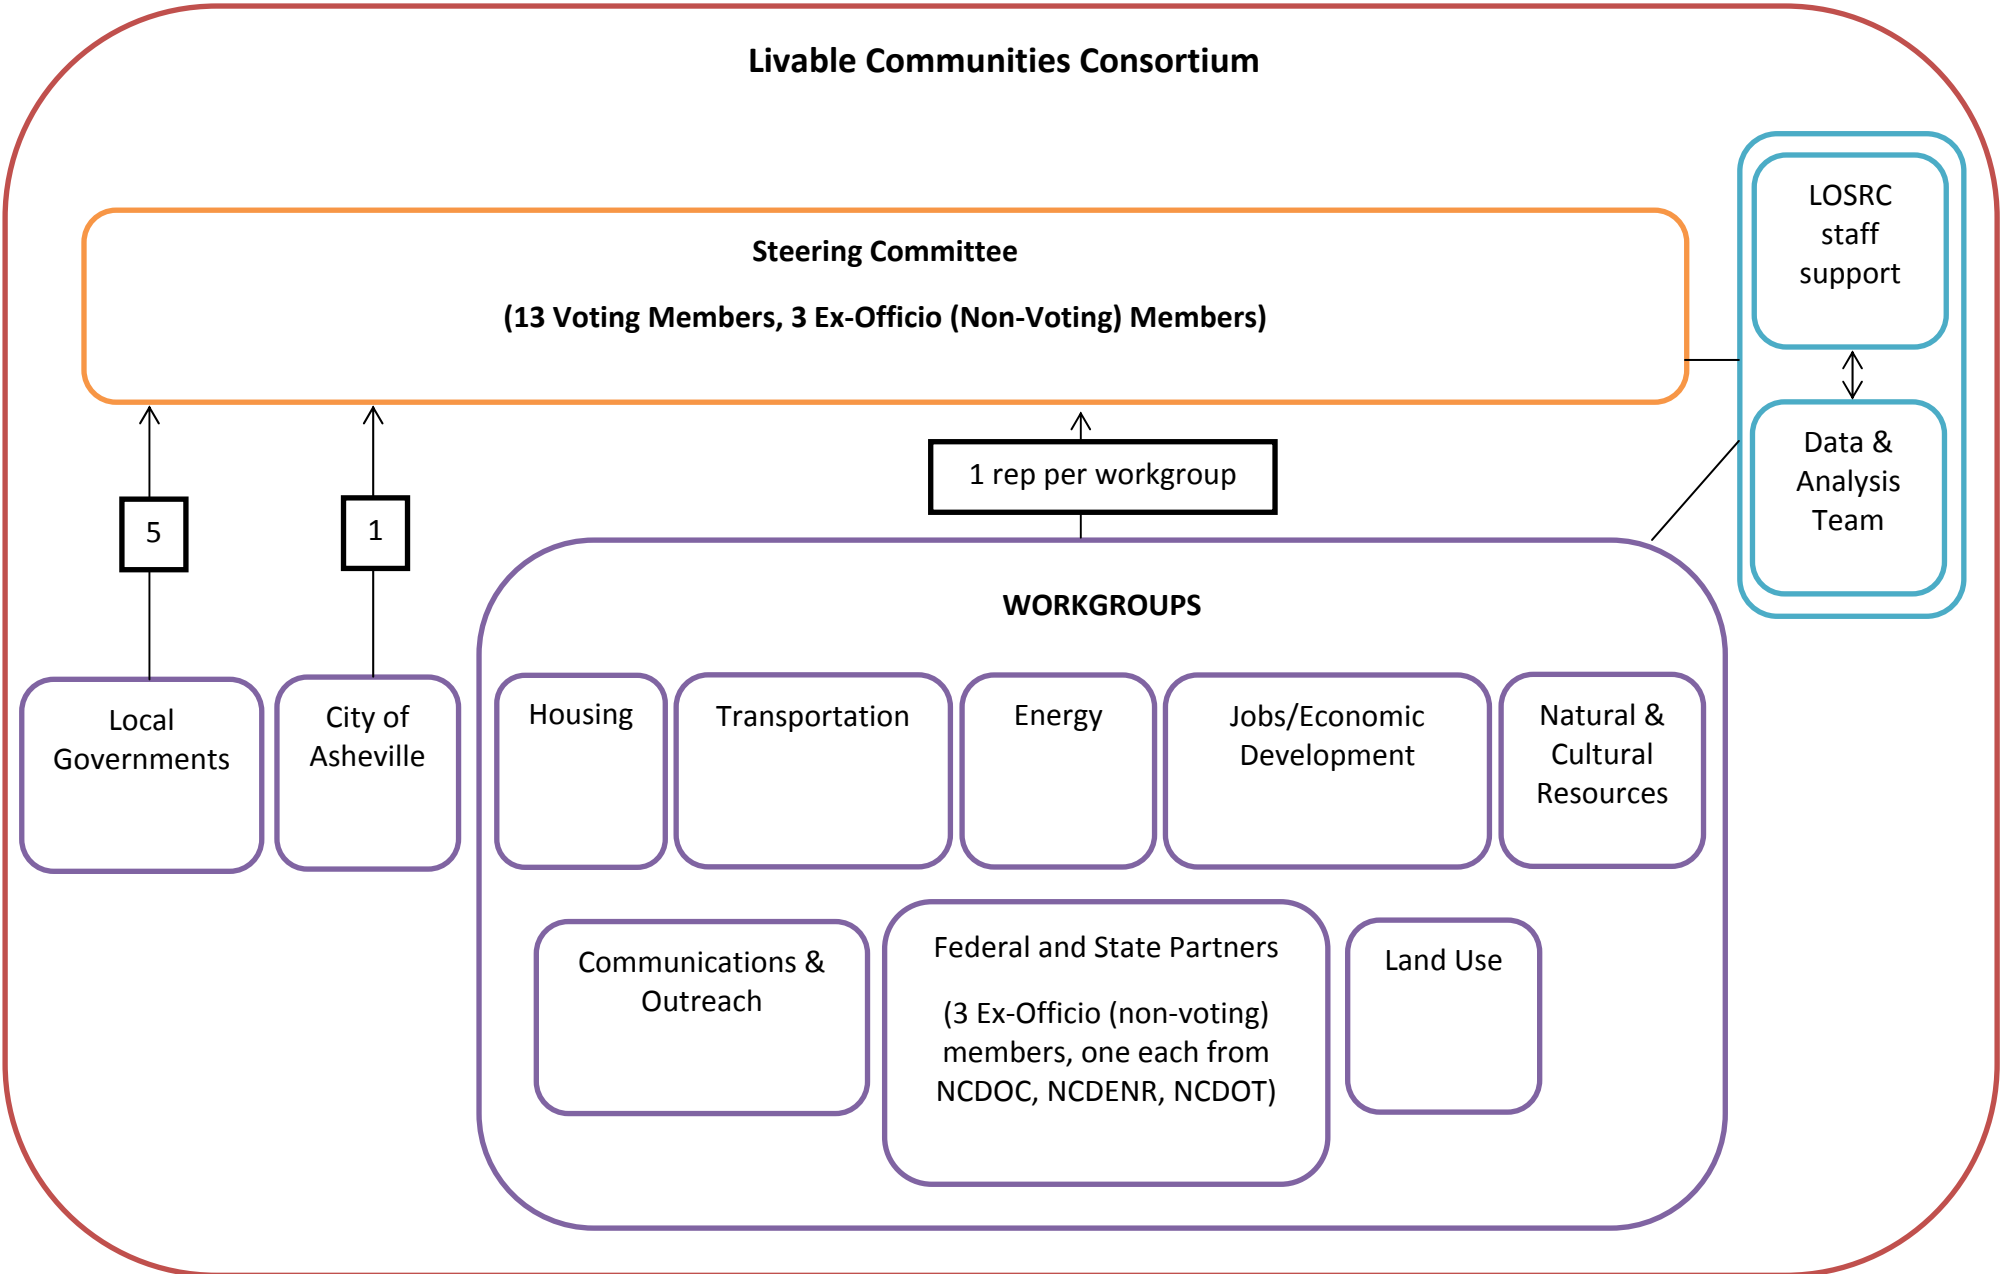 Livable Communities Consortium
LOSRC
staff
support
Steering Committee
(13 Voting Members, 3 Ex-Officio (Non-Voting) Members)
Data &
Analysis
Team
1 rep per workgroup
5
1
WORKGROUPS
Local
Governments
City of
Asheville
Housing
Transportation
Energy
Jobs/Economic
Development
Natural &
Cultural
Resources
Communications &
Outreach
Federal and State Partners
(3 Ex-Officio (non-voting)
members, one each from
NCDOC, NCDENR, NCDOT)
Land Use